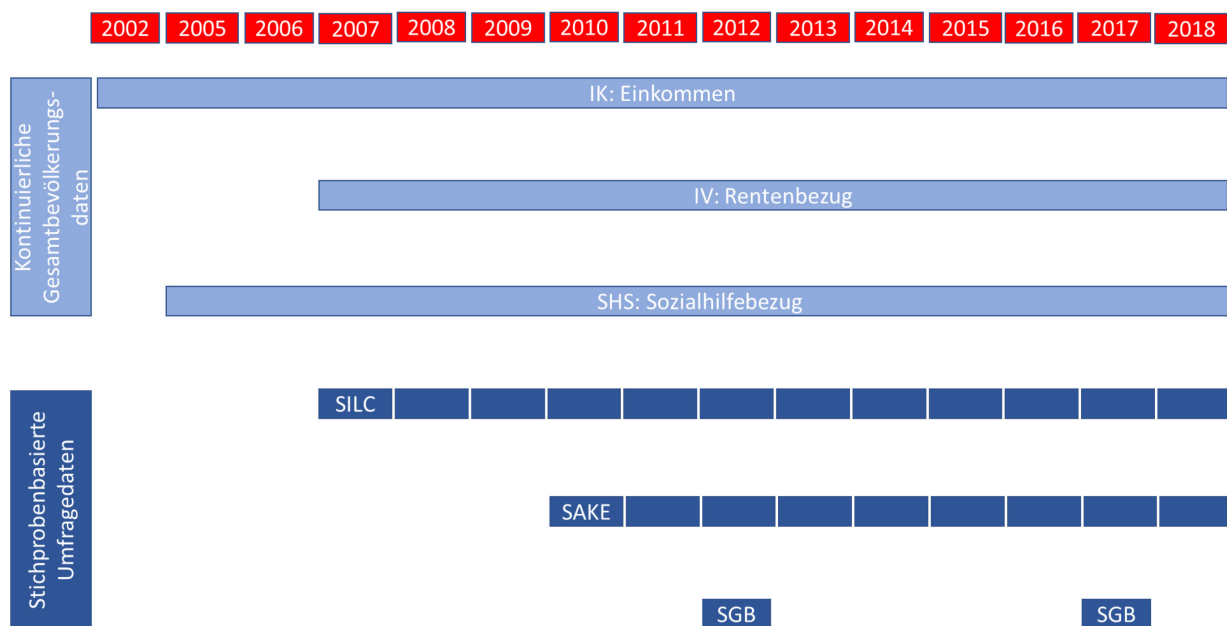 2002 2005 2006 2007 2008 2009 2010 2011 2012 2013 2014 2015 2016 2017 2018
Kontinuierliche
Gesamtbevölkerungs-
daten
IK: Einkommen
IV: Rentenbezug
SHS: Sozialhilfebezug
Stichprobenbasierte
Umfragedaten
SILC
SAKE
SGB SGB